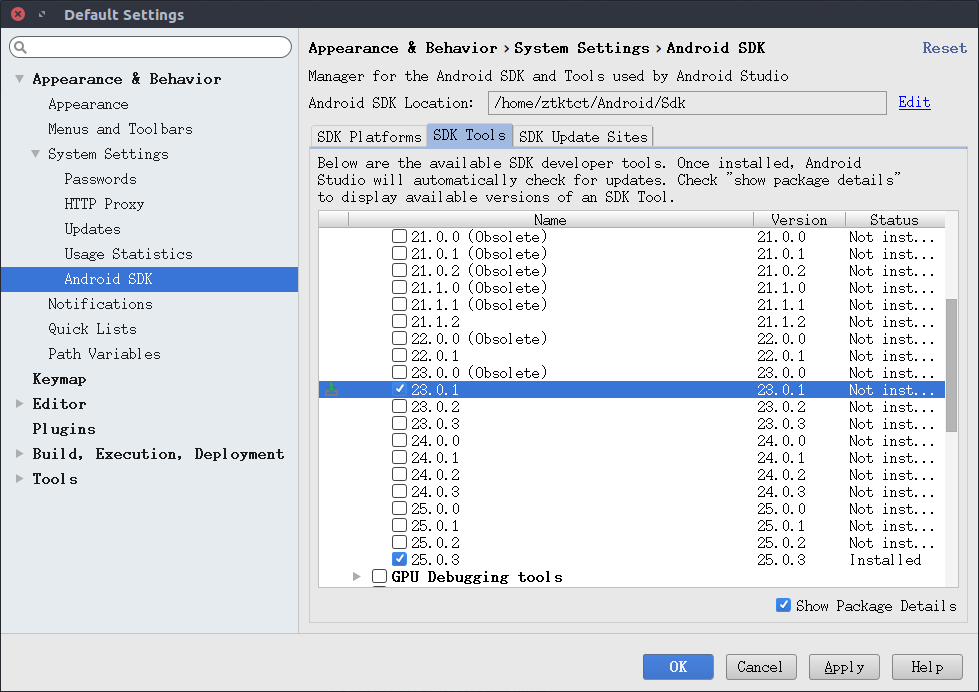 Default Settings
Appearance & Behavior
Appearance
Menus and Toolbars
System Settings
Passwords
HTTP Proxy
Updates
Usage Statistics
Android SDK
Notifications
Quick Lists
Path Variables
Keymap
Editor
Plugins
Build, Execution, Deployment
Tools
Appearance & Behavior › System Settings › Android SDK Reset
Manager for the Android SDK and Tools used by Android Studio
Android SDK Location: /home/ztktct/Android/Sdk Edit
SDK Platforms SDK Tools SDK Update Sites
Below are the available SDK developer tools. Once installed, Android
Studio will automatically check for updates. Check "show package details"
to display available versions of an SDK Tool.
Name Version Status
21.0.0 (Obsolete) 21.0.0 Not inst...
21.0.1 (Obsolete) 21.0.1 Not inst...
21.0.2 (Obsolete) 21.0.2 Not inst...
21.1.0 (Obsolete) 21.1.0 Not inst...
21.1.1 (Obsolete) 21.1.1 Not inst...
21.1.2 21.1.2 Not inst...
22.0.0 (Obsolete) 22.0.0 Not inst...
22.0.1 22.0.1 Not inst...
23.0.0 (Obsolete) 23.0.0 Not inst...
23.0.1 23.0.1 Not inst...
23.0.2 23.0.2 Not inst...
23.0.3 23.0.3 Not inst...
24.0.0 24.0.0 Not inst...
24.0.1 24.0.1 Not inst...
24.0.2 24.0.2 Not inst...
24.0.3 24.0.3 Not inst...
25.0.0 25.0.0 Not inst...
25.0.1 25.0.1 Not inst...
25.0.2 25.0.2 Not inst...
25.0.3 25.0.3 Installed
GPU Debugging tools
Show Package Details
OK Cancel Apply Help